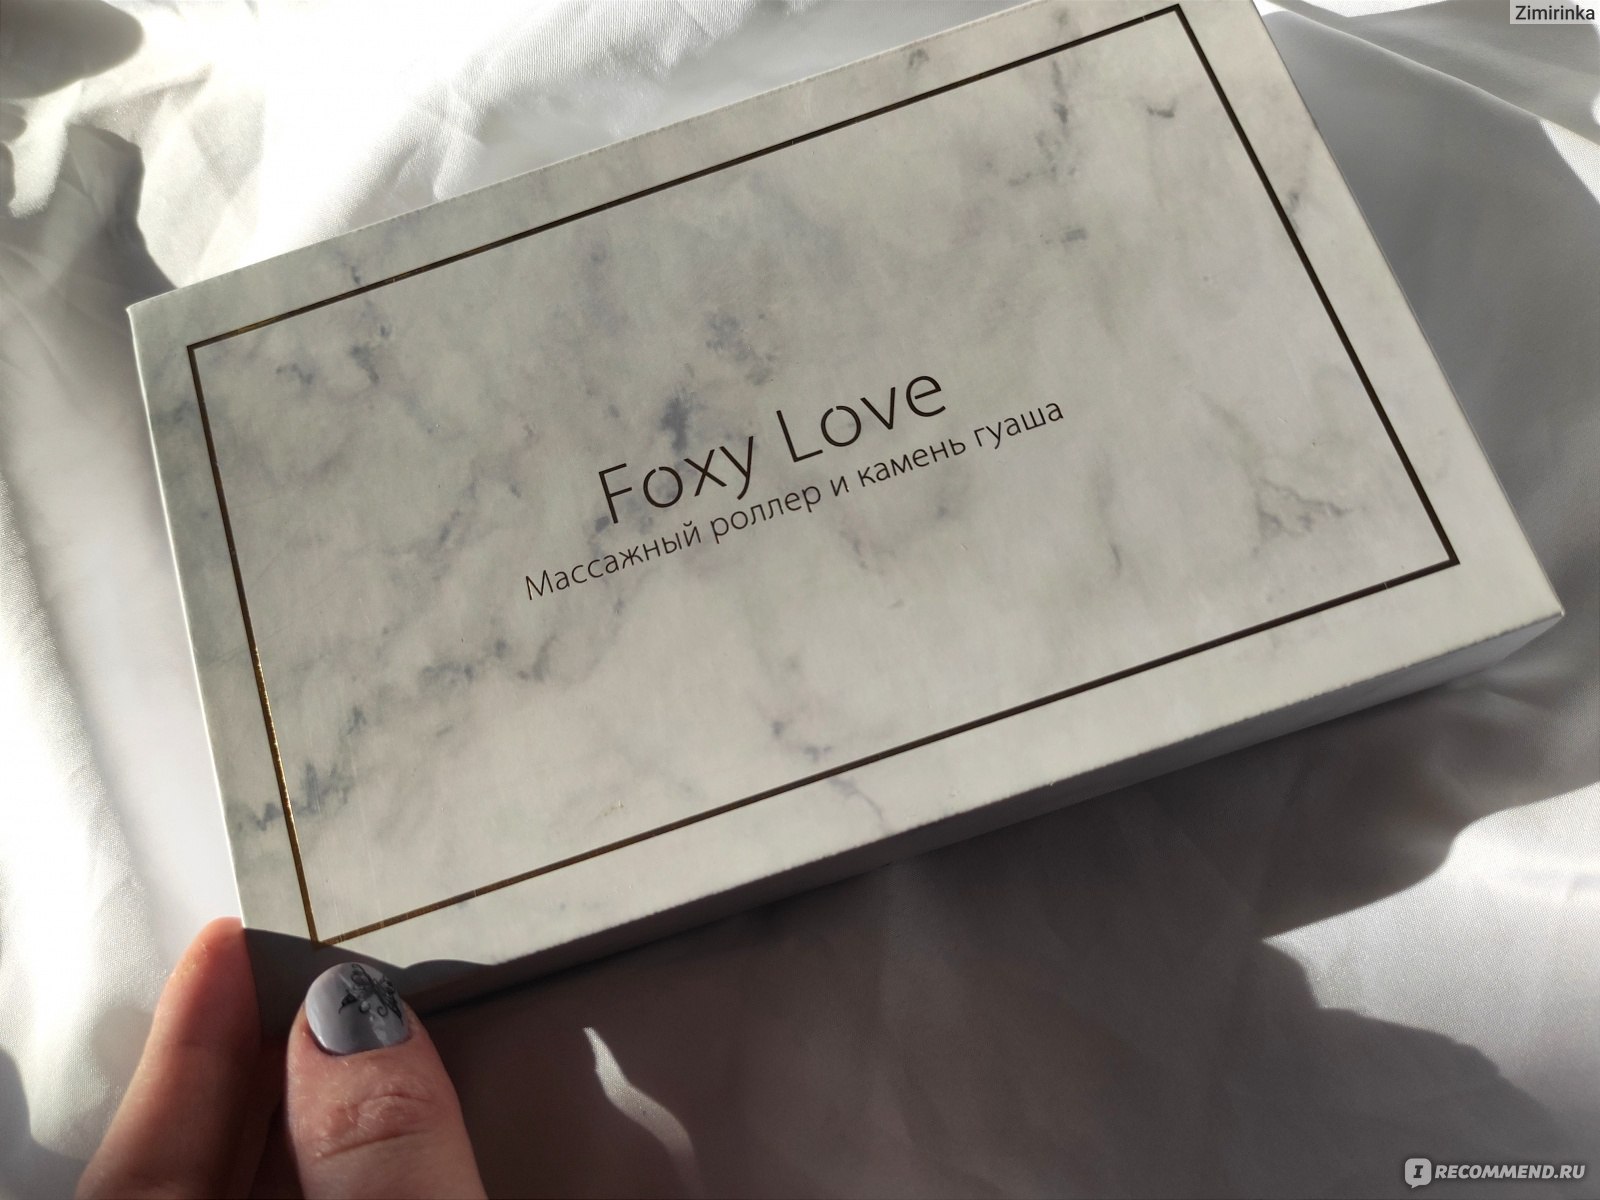 Zimirinka
Foxy Love
Массажный роллер и камень гуаша
IRECOMMEND.RU